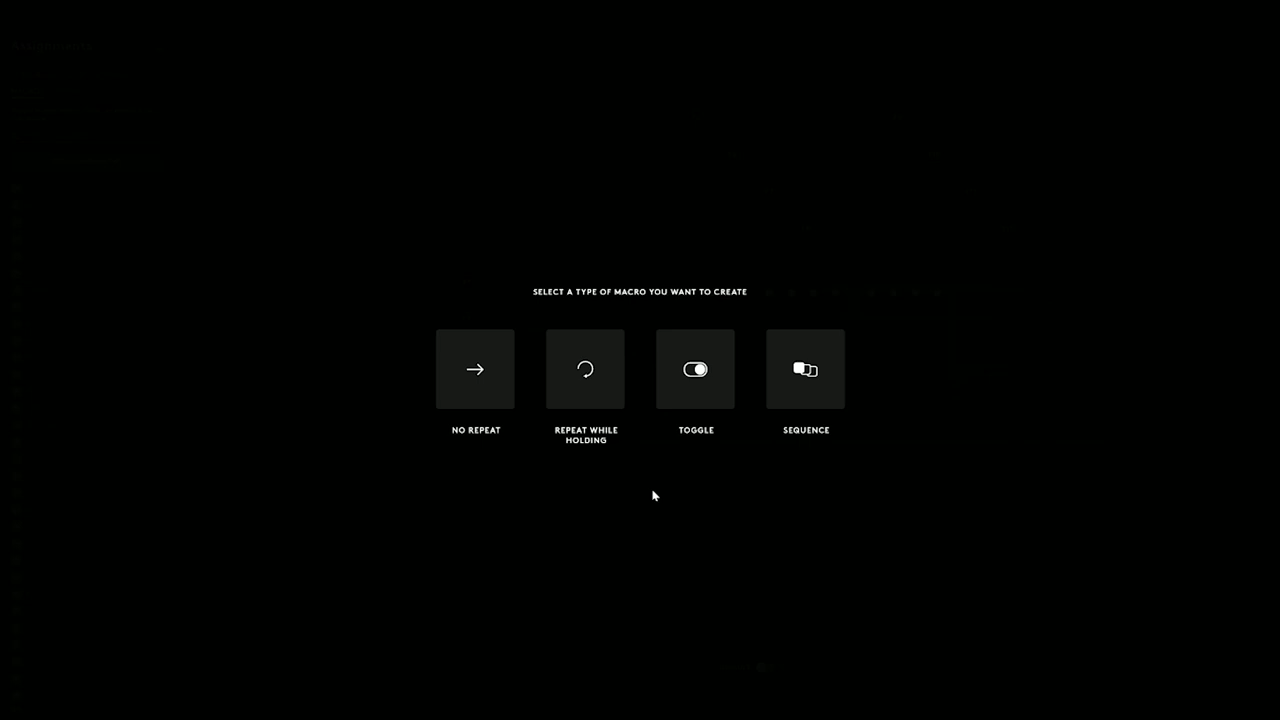 SELECT A TYPE OF MACRO YOU WANT TO CREATE
NO REPEAT
REPEAT WHILE
HOLDING
TOGGLE
SEQUENCE